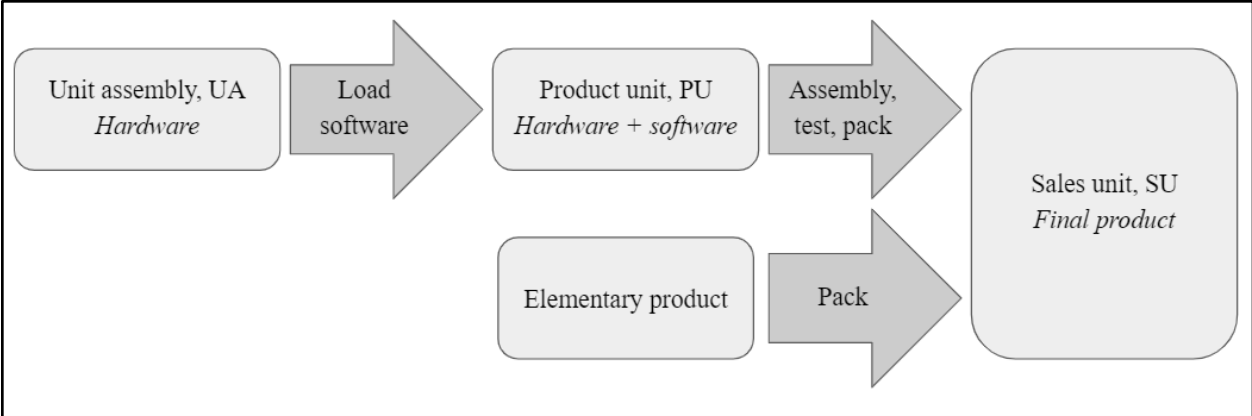 Unit assembly, UA
Hardware
Load
software
Product unit, PU
Hardware + software
Assembly,
test, pack
Sales unit, SU
Final product
Elementary product
Pack